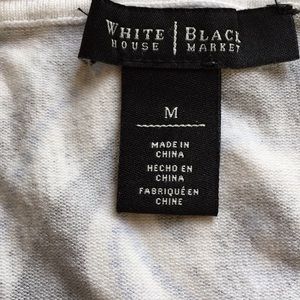 WHITE | BLACK
HOUSE | MARKET
M
MADE IN
CHINA
HECHO EN
CHINA
FABRIQUÉ EN
CHINE